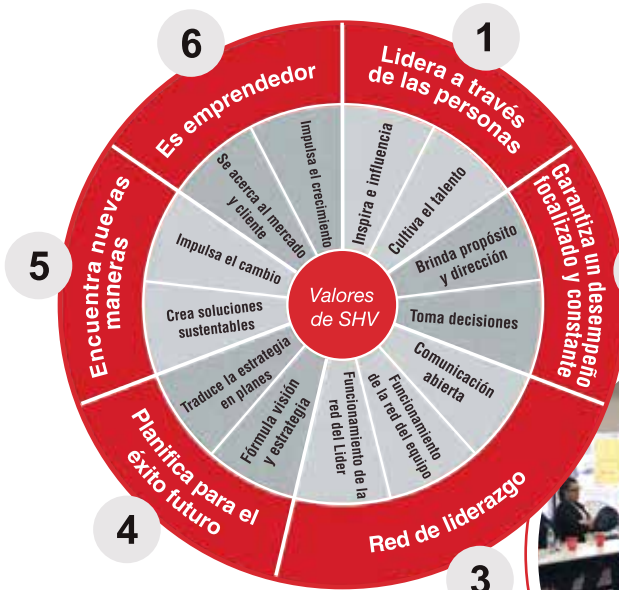 6
1
Es emprendedor
Lidera a través
de las personas
Impulsa el crecimiento
Se acerca al mercado
y cliente
Inspira e influencia
Cultiva el talento
Garantiza un desempeño
focalizado y constante
Brinda propósito
y dirección
Toma decisiones
5
Encuentra nuevas
maneras
Impulsa el cambio
Crea soluciones
sustentables
Valores
de SHV
Comunicación
abierta
Funcionamiento
de la red del equipo
Funcionamiento de la
red del Lider
Red de liderazgo
3
Traduce la estrategia
en planes
Fórmula visión
y estrategia
Planifica para el
éxito futuro
4